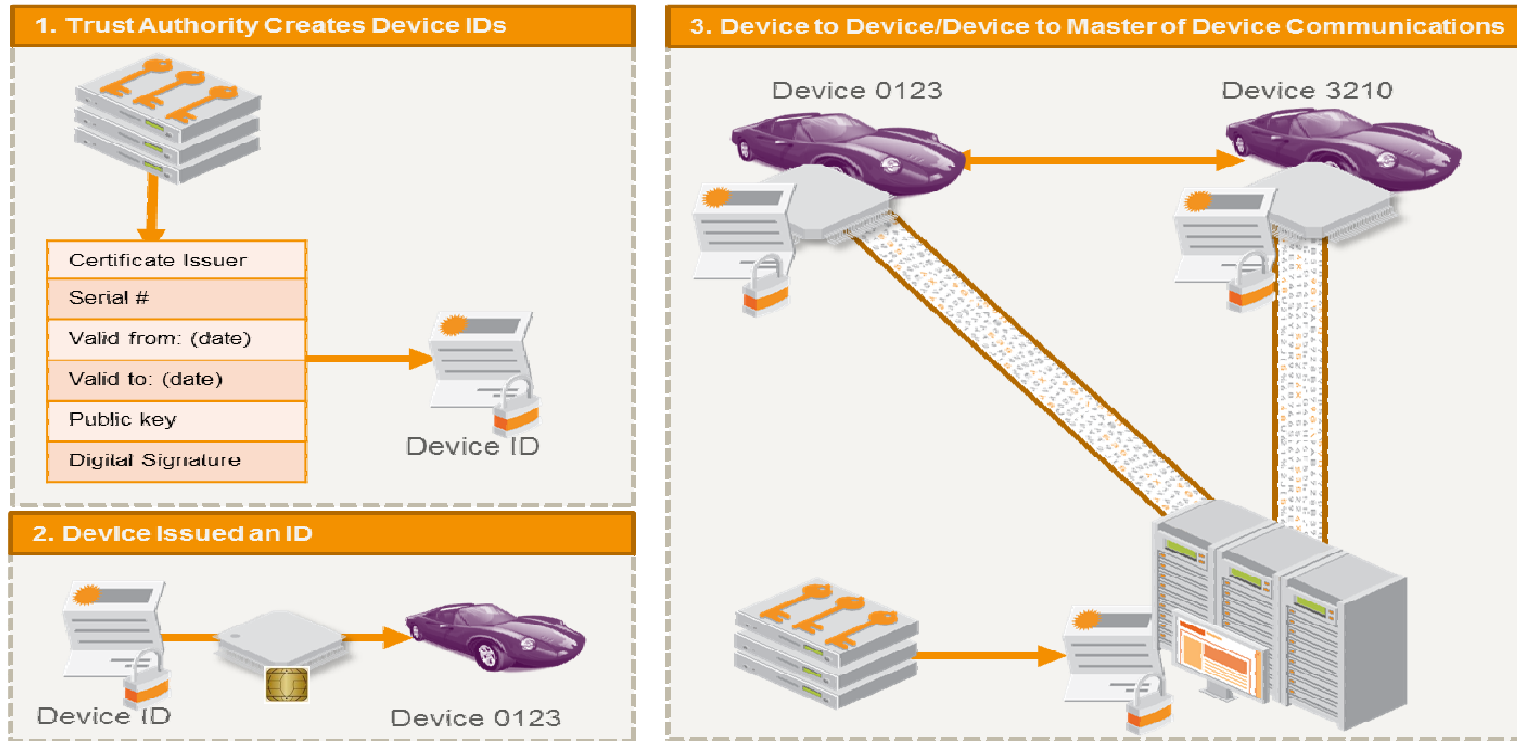 1. Trust Authority Creates Device IDs
Certificate Issuer
Serial #
Valid from: (date)
Valid to: (date)
Public key
Digital Signature
Device ID
2. Device Issued an ID
Device ID
Device 0123
3. Device to Device/Device to Master of Device Communications
Device 0123
Device 3210